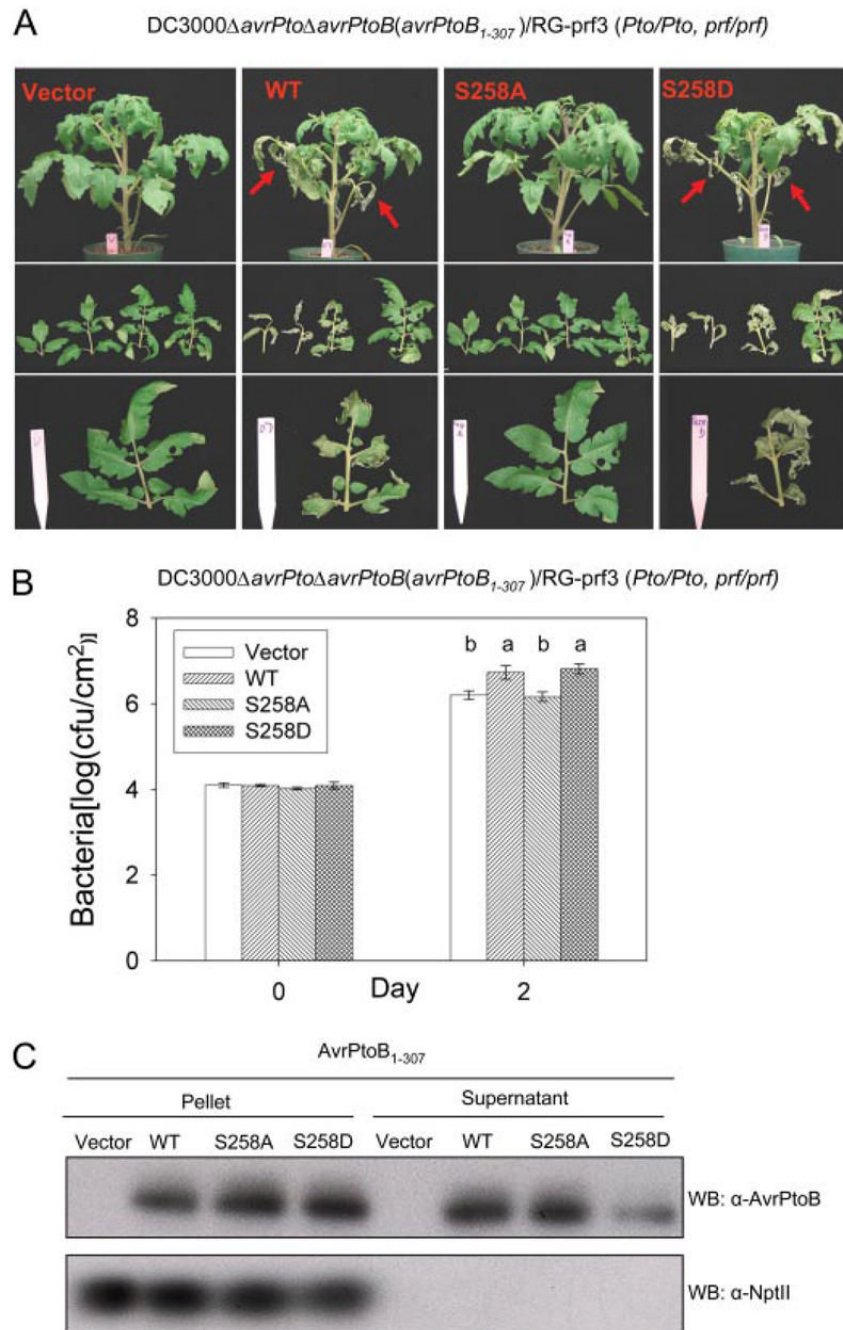 A
DC3000ΔavrPtoΔavrPtoB(avrPtoB1-307)/RG-prf3 (Pto/Pto, prf/prf)
Vector WT S258A S258D
B
DC3000ΔavrPtoΔavrPtoB(avrPtoB1-307)/RG-prf3 (Pto/Pto, prf/prf)
Bacteria[log(cfu/cm2)]
8
6
4
2
0
Vector
WT
S258A
S258D
b a b a
0 Day 2
C
AvrPtoB1-307
Pellet Supernatant
Vector WT S258A S258D Vector WT S258A S258D
WB: α-AvrPtoB
WB: α-NptII